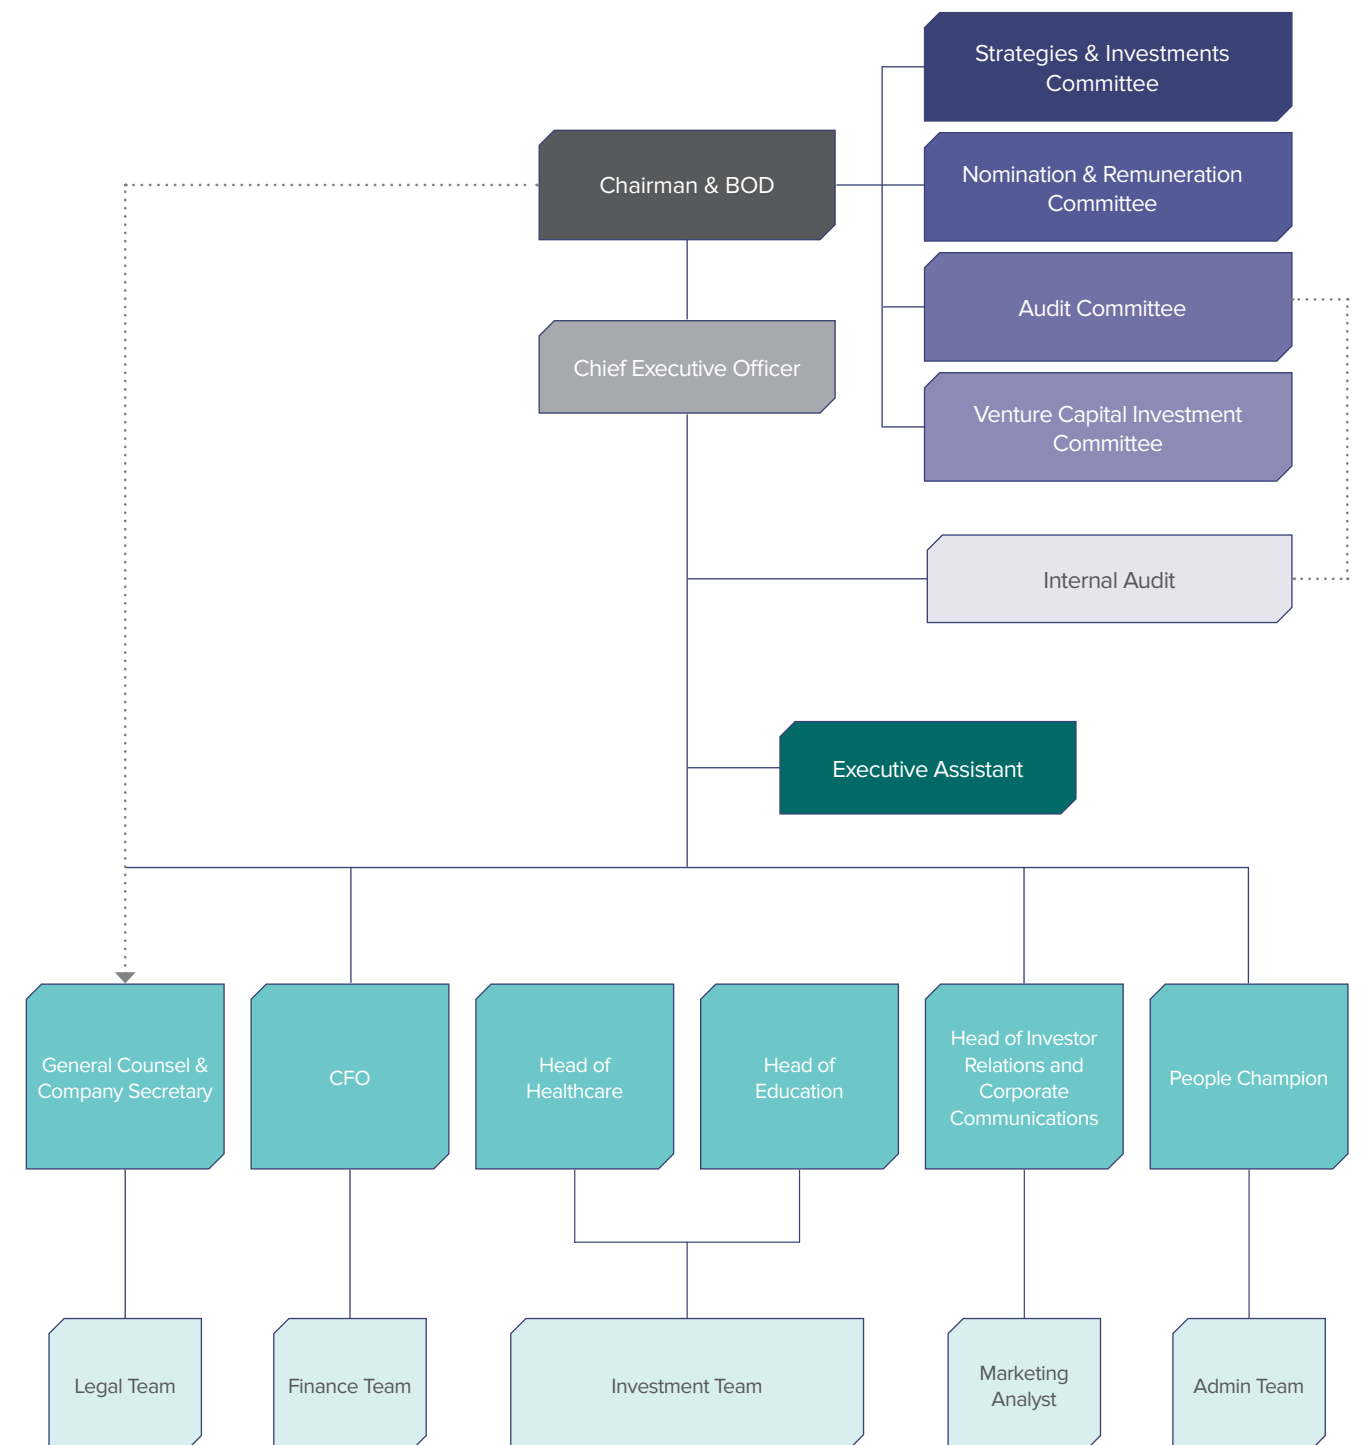 Strategies & Investments
Committee
Chairman & BOD
Nomination & Remuneration
Committee
Audit Committee
Chief Executive Officer
Venture Capital Investment
Committee
Internal Audit
Executive Assistant
General Counsel &
Company Secretary
CFO
Head of
Healthcare
Head of
Education
Head of Investor
Relations and
Corporate
Communications
People Champion
Legal Team
Finance Team
Investment Team
Marketing
Analyst
Admin Team